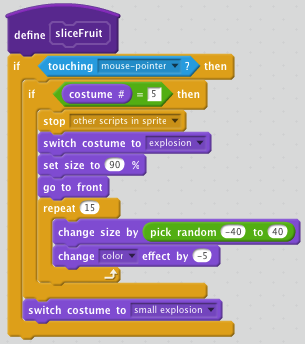 define sliceFruit
if touching mouse-pointer ? then
if costume # = 5 then
stop other scripts in sprite
switch costume to explosion
set size to 90 %
go to front
repeat 15
change size by pick random -40 to 40
change color effect by -5
switch costume to small explosion